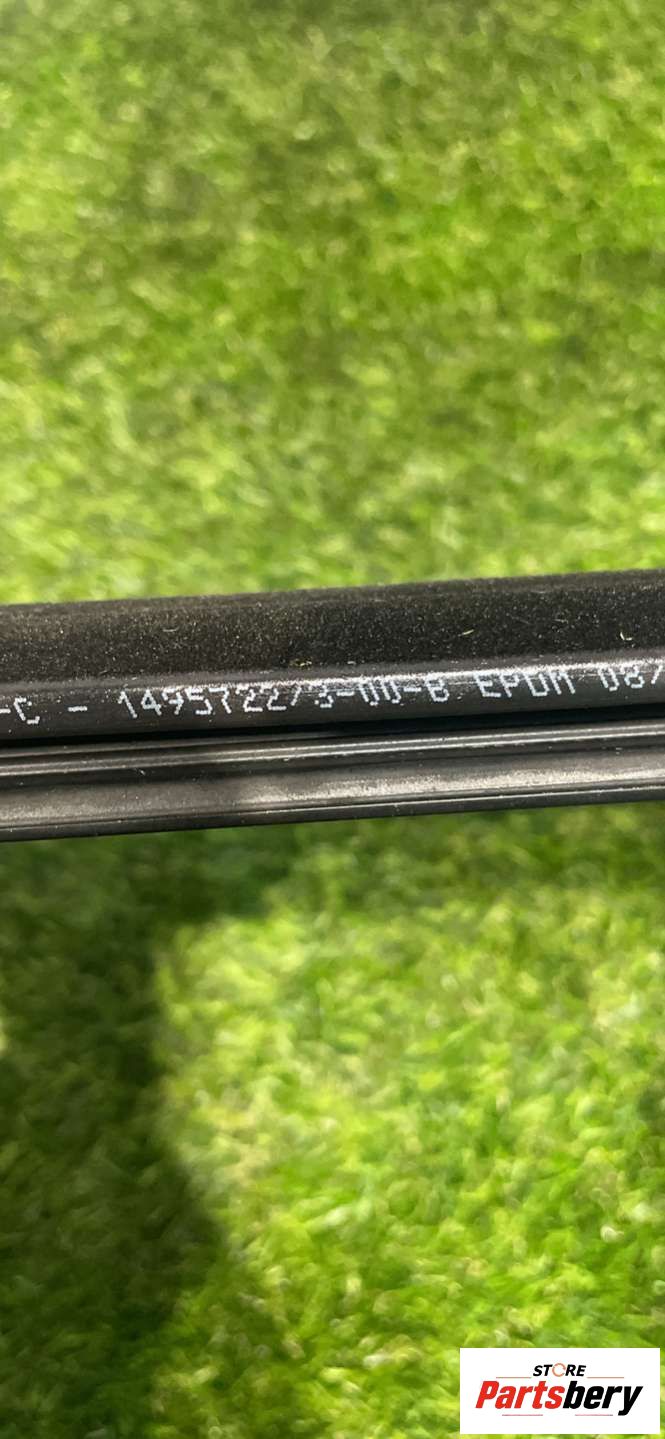 -C - 1495722/3-00-B EPDM 08/
STORE
Partsbery